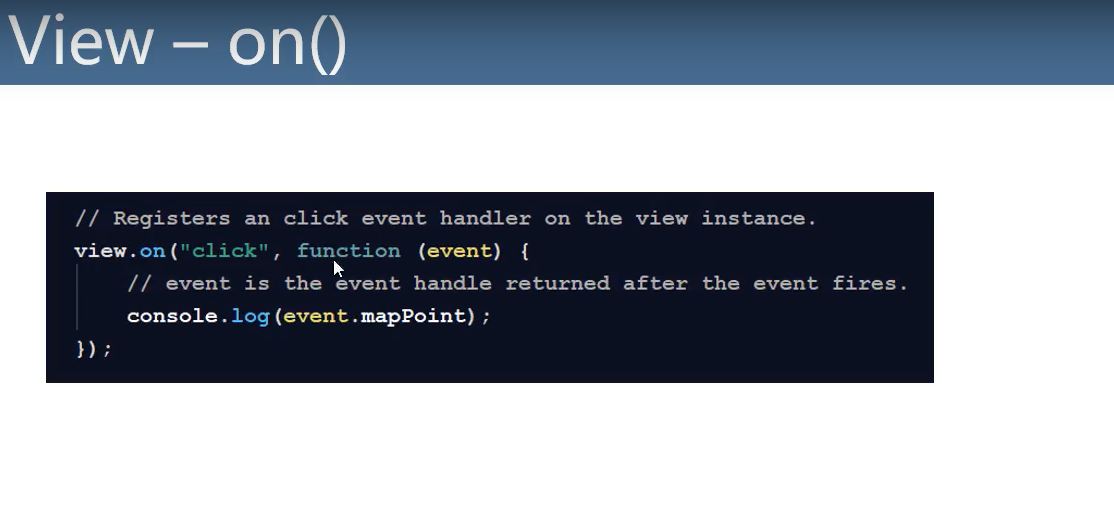 View – on()
// Registers an click event handler on the view instance.
view.on("click", function (event) {
// event is the event handle returned after the event fires.
console.log(event.mapPoint);
});